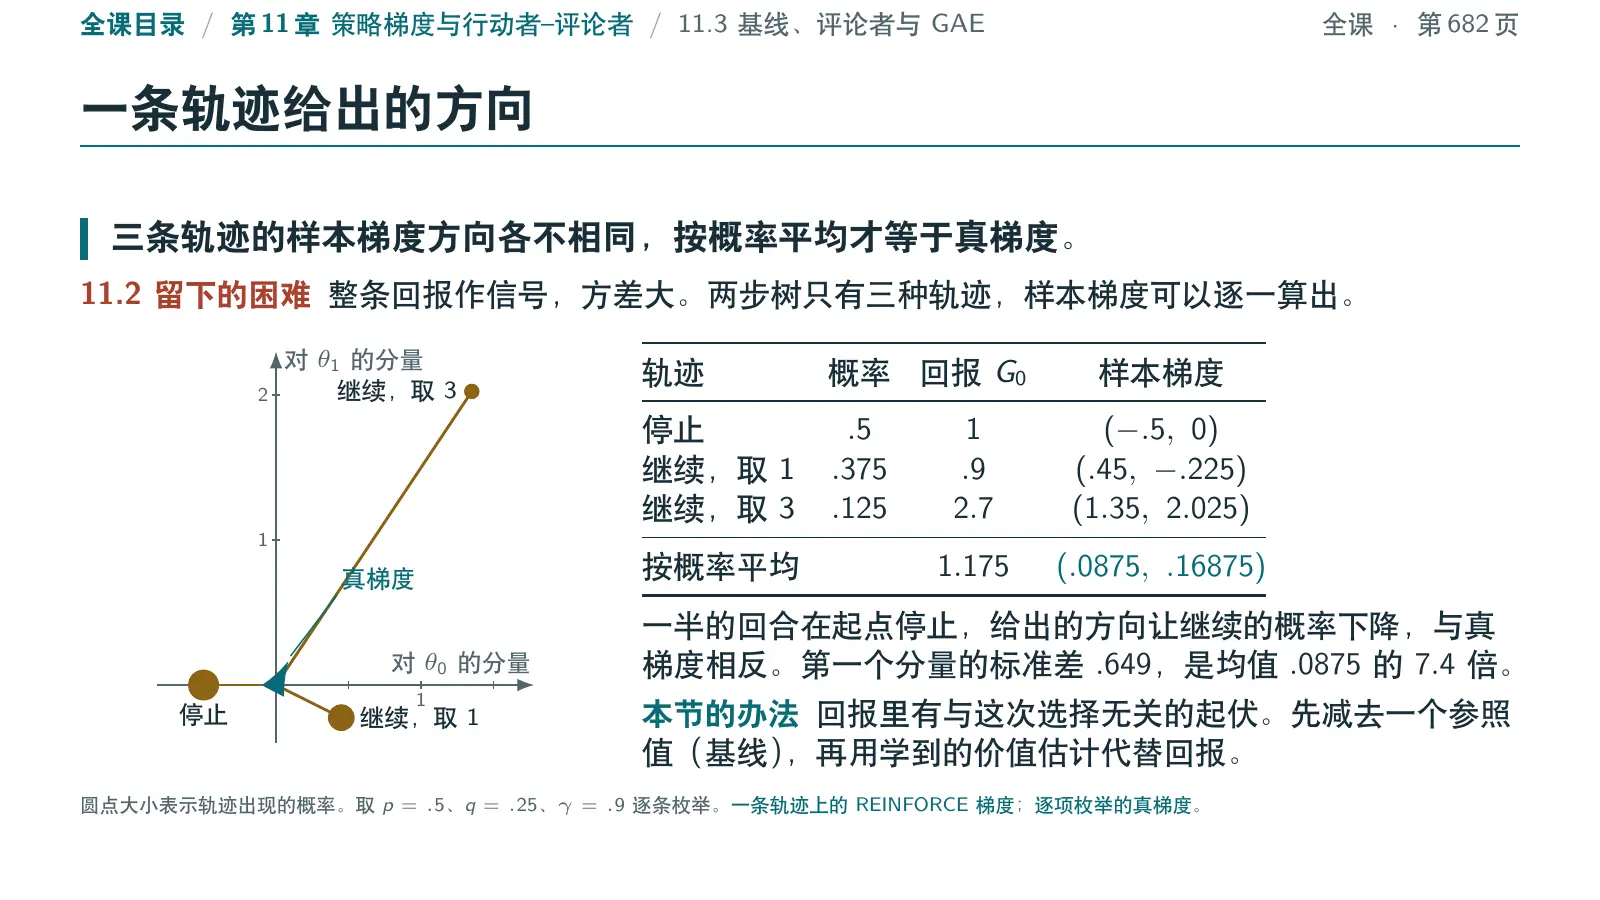 全课目录 / 第 11 章 策略梯度与行动者–评论者 / 11.3 基线、评论者与 GAE
全课 · 第 682 页
一条轨迹给出的方向
三条轨迹的样本梯度方向各不相同，按概率平均才等于真梯度。
11.2 留下的困难 整条回报作信号，方差大。两步树只有三种轨迹，样本梯度可以逐一算出。
对 θ₁ 的分量
继续，取 3
2
1
真梯度
对 θ₀ 的分量
1
停止
继续，取 1
轨迹 概率 回报 G₀ 样本梯度
停止 .5 1 (−.5, 0)
继续，取 1 .375 .9 (.45, −.225)
继续，取 3 .125 2.7 (1.35, 2.025)
按概率平均 1.175 (.0875, .16875)
一半的回合在起点停止，给出的方向让继续的概率下降，与真
梯度相反。第一个分量的标准差 .649，是均值 .0875 的 7.4 倍。
本节的办法 回报里有与这次选择无关的起伏。先减去一个参照
值（基线），再用学到的价值估计代替回报。
圆点大小表示轨迹出现的概率。取 p = .5、q = .25、γ = .9 逐条枚举。一条轨迹上的 REINFORCE 梯度；逐项枚举的真梯度。